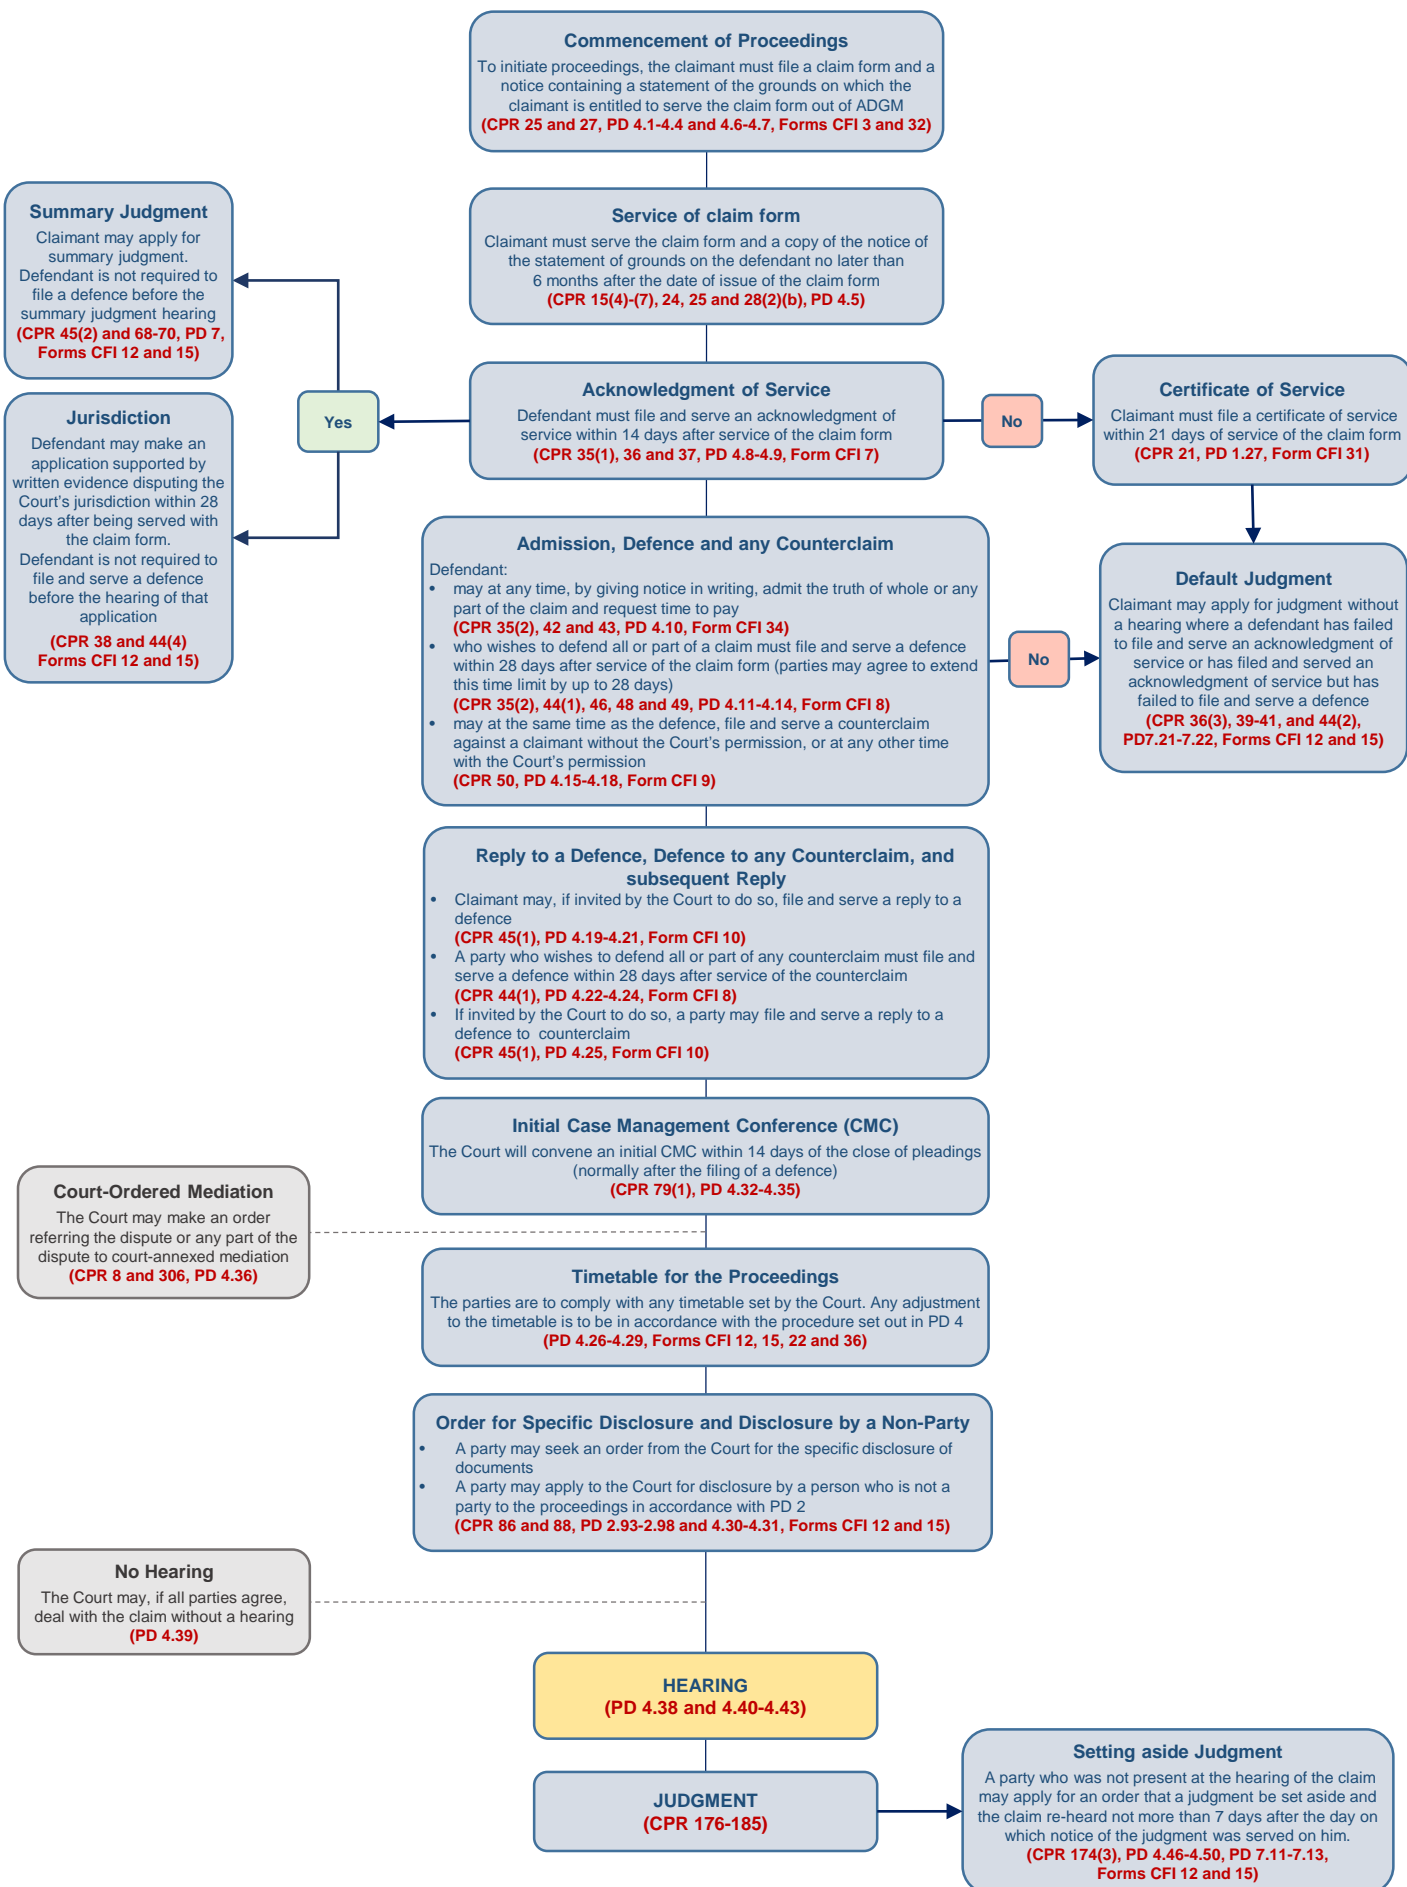 Commencement of Proceedings
To initiate proceedings, the claimant must file a claim form and a
notice containing a statement of the grounds on which the
claimant is entitled to serve the claim form out of ADGM
(CPR 25 and 27, PD 4.1-4.4 and 4.6-4.7, Forms CFI 3 and 32)
Service of claim form
Claimant must serve the claim form and a copy of the notice of
the statement of grounds on the defendant no later than
6 months after the date of issue of the claim form
(CPR 15(4)-(7), 24, 25 and 28(2)(b), PD 4.5)
Summary Judgment
Claimant may apply for
summary judgment.
Defendant is not required to
file a defence before the
summary judgment hearing
(CPR 45(2) and 68-70, PD 7,
Forms CFI 12 and 15)
Acknowledgment of Service
Defendant must file and serve an acknowledgment of
service within 14 days after service of the claim form
(CPR 35(1), 36 and 37, PD 4.8-4.9, Form CFI 7)
Yes
No
Certificate of Service
Claimant must file a certificate of service
within 21 days of service of the claim form
(CPR 21, PD 1.27, Form CFI 31)
Jurisdiction
Defendant may make an
application supported by
written evidence disputing the
Court's jurisdiction within 28
days after being served with
the claim form.
Defendant is not required to
file and serve a defence
before the hearing of that
application
(CPR 38 and 44(4)
Forms CFI 12 and 15)
Admission, Defence and any Counterclaim
Defendant:
• may at any time, by giving notice in writing, admit the truth of whole or any
part of the claim and request time to pay
(CPR 35(2), 42 and 43, PD 4.10, Form CFI 34)
• who wishes to defend all or part of a claim must file and serve a defence
within 28 days after service of the claim form (parties may agree to extend
this time limit by up to 28 days)
(CPR 35(2), 44(1), 46, 48 and 49, PD 4.11-4.14, Form CFI 8)
• may at the same time as the defence, file and serve a counterclaim
against a claimant without the Court's permission, or at any other time
with the Court's permission
(CPR 50, PD 4.15-4.18, Form CFI 9)
No
Default Judgment
Claimant may apply for judgment without
a hearing where a defendant has failed
to file and serve an acknowledgment of
service or has filed and served an
acknowledgment of service but has
failed to file and serve a defence
(CPR 36(3), 39-41, and 44(2),
PD7.21-7.22, Forms CFI 12 and 15)
Reply to a Defence, Defence to any Counterclaim, and
subsequent Reply
• Claimant may, if invited by the Court to do so, file and serve a reply to a
defence
(CPR 45(1), PD 4.19-4.21, Form CFI 10)
• A party who wishes to defend all or part of any counterclaim must file and
serve a defence within 28 days after service of the counterclaim
(CPR 44(1), PD 4.22-4.24, Form CFI 8)
• If invited by the Court to do so, a party may file and serve a reply to a
defence to counterclaim
(CPR 45(1), PD 4.25, Form CFI 10)
Initial Case Management Conference (CMC)
The Court will convene an initial CMC within 14 days of the close of pleadings
(normally after the filing of a defence)
(CPR 79(1), PD 4.32-4.35)
Court-Ordered Mediation
The Court may make an order
referring the dispute or any part of the
dispute to court-annexed mediation
(CPR 8 and 306, PD 4.36)
Timetable for the Proceedings
The parties are to comply with any timetable set by the Court. Any adjustment
to the timetable is to be in accordance with the procedure set out in PD 4
(PD 4.26-4.29, Forms CFI 12, 15, 22 and 36)
Order for Specific Disclosure and Disclosure by a Non-Party
• A party may seek an order from the Court for the specific disclosure of
documents
• A party may apply to the Court for disclosure by a person who is not a
party to the proceedings in accordance with PD 2
(CPR 86 and 88, PD 2.93-2.98 and 4.30-4.31, Forms CFI 12 and 15)
No Hearing
The Court may, if all parties agree,
deal with the claim without a hearing
(PD 4.39)
HEARING
(PD 4.38 and 4.40-4.43)
JUDGMENT
(CPR 176-185)
Setting aside Judgment
A party who was not present at the hearing of the claim
may apply for an order that a judgment be set aside and
the claim re-heard not more than 7 days after the day on
which notice of the judgment was served on him.
(CPR 174(3), PD 4.46-4.50, PD 7.11-7.13,
Forms CFI 12 and 15)